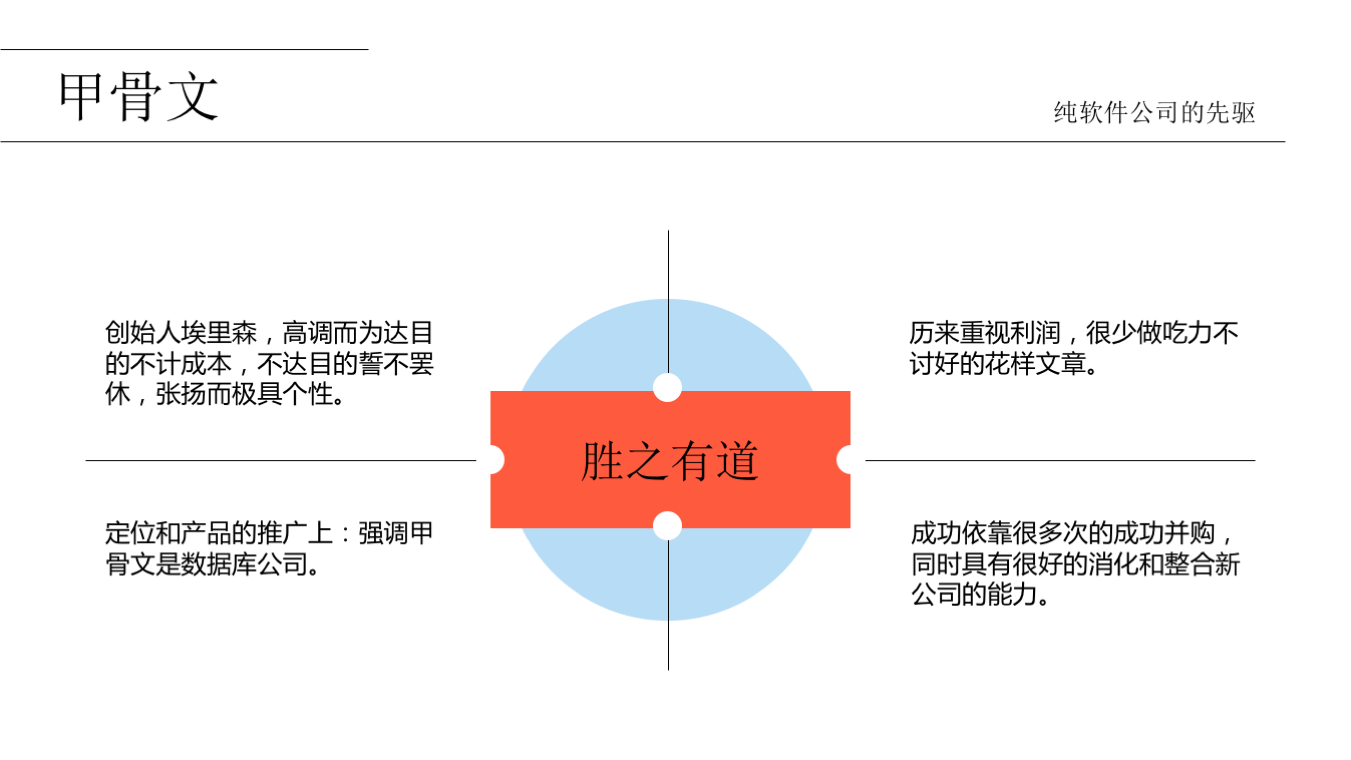 甲骨文
纯软件公司的先驱
创始人埃里森，高调而为达目
的不计成本，不达目的誓不罢
休，张扬而极具个性。
历来重视利润，很少做吃力不
讨好的花样文章。
胜之有道
定位和产品的推广上：强调甲
骨文是数据库公司。
成功依靠很多次的成功并购，
同时具有很好的消化和整合新
公司的能力。